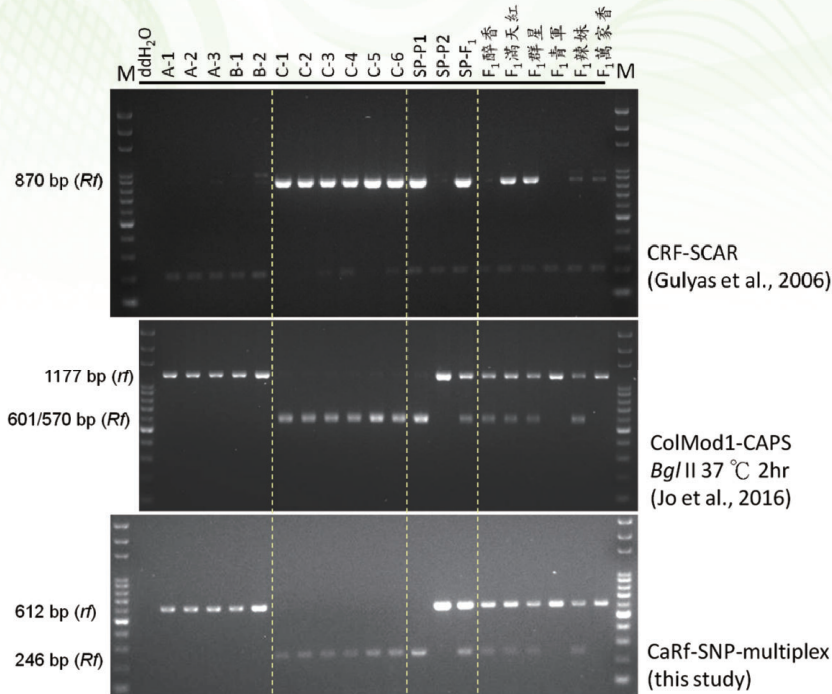 M
ddH₂O
A-1
A-2
A-3
B-1
B-2
C-1
C-2
C-3
C-4
C-5
C-6
SP-P1
SP-P2
SP-F₁
F₁醉香
F₁滿天紅
F₁群星
F₁青軍
F₁辣妹
F₁萬家香
M
870 bp (Rf)
CRF-SCAR
(Gulyas et al., 2006)
1177 bp (rf)
601/570 bp (Rf)
ColMod1-CAPS
Bgl II 37 ℃ 2hr
(Jo et al., 2016)
612 bp (rf)
246 bp (Rf)
CaRf-SNP-multiplex
(this study)